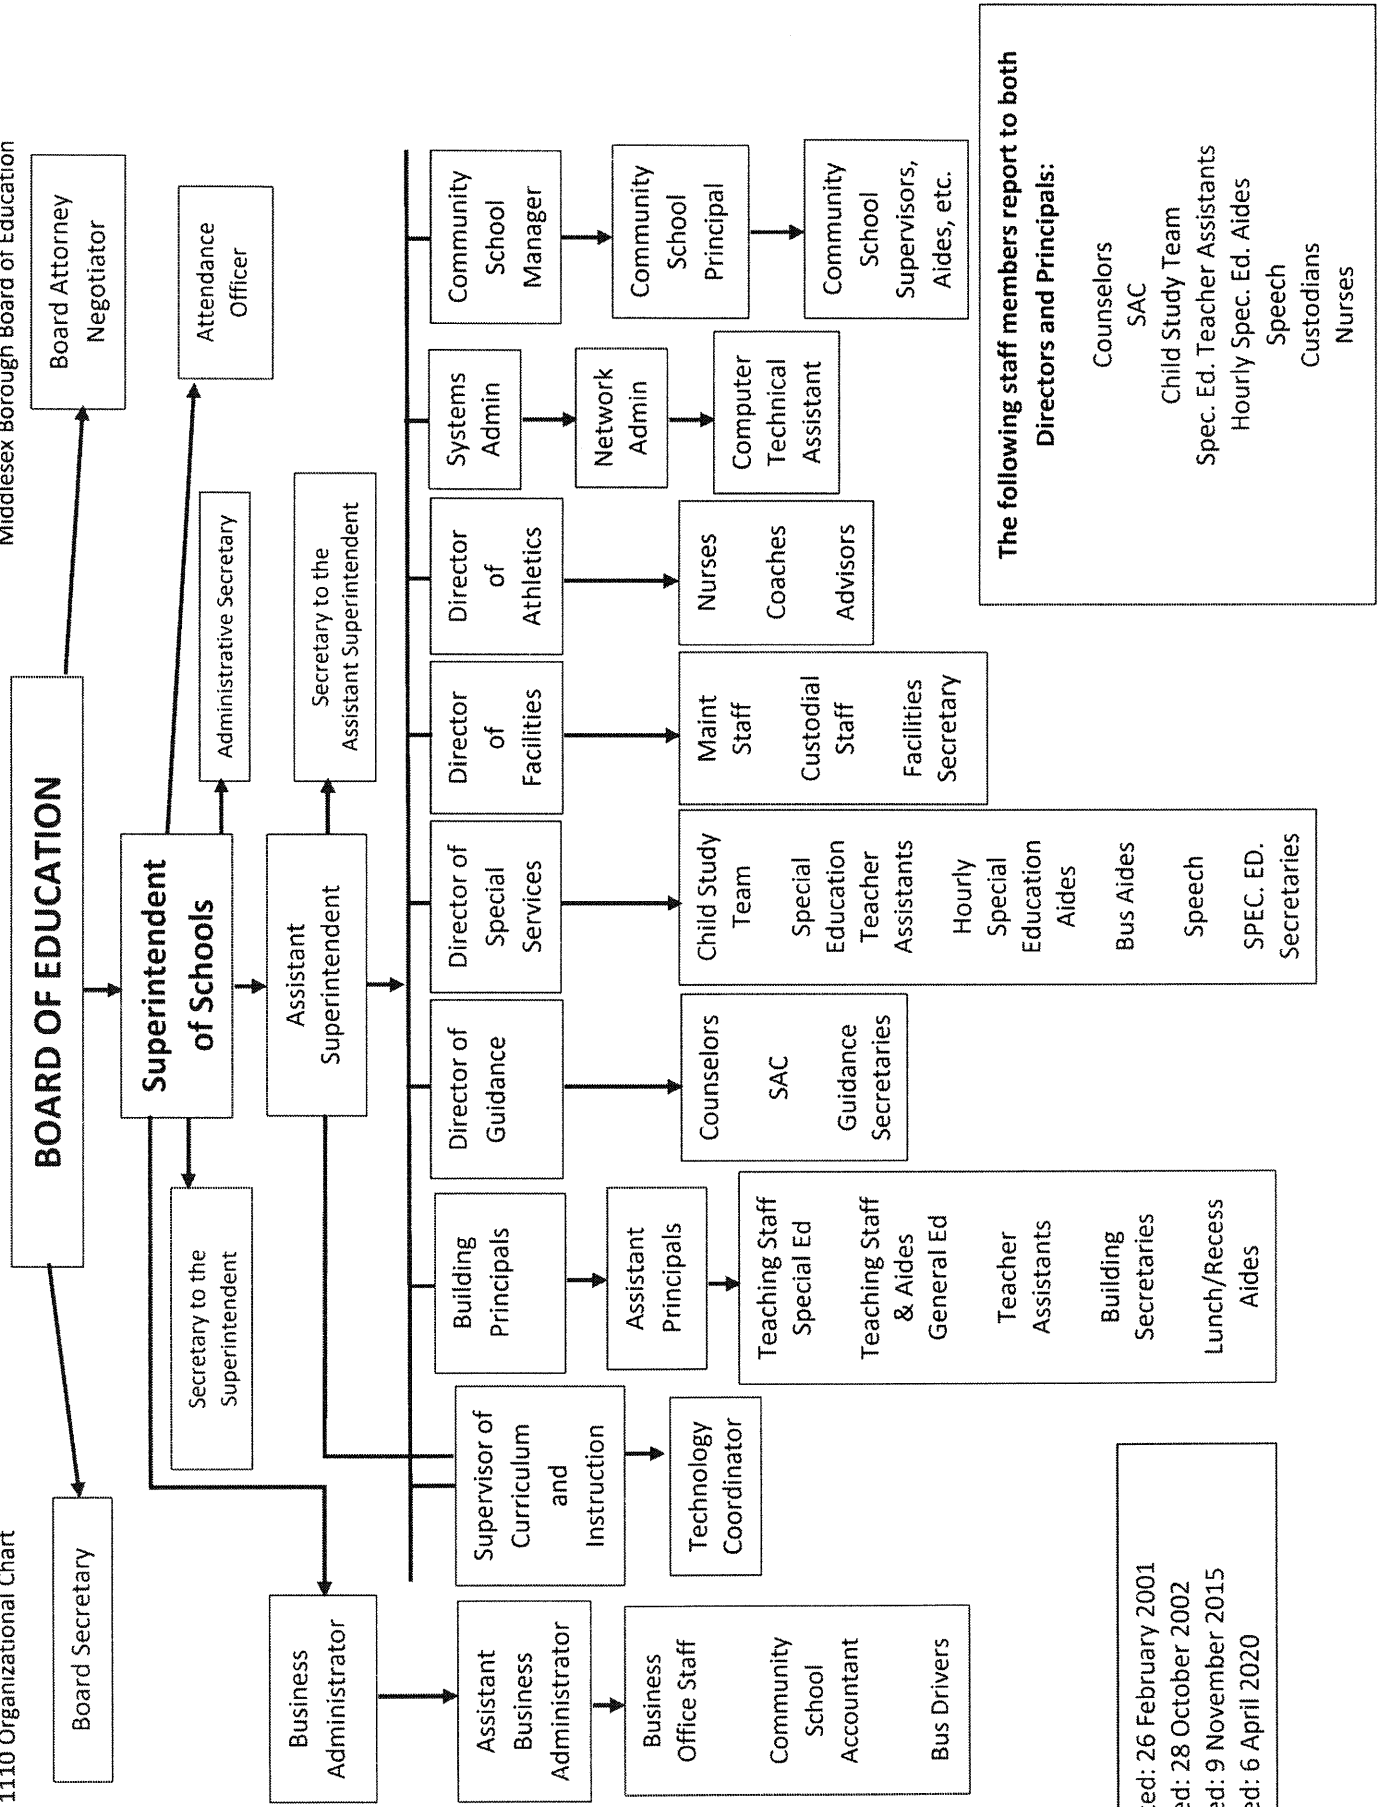 1110 Organizational Chart
Middlesex Borough Board of Education
BOARD OF EDUCATION
Board Secretary
Board Attorney
Negotiator
Superintendent
of Schools
Secretary to the
Superintendent
Administrative Secretary
Attendance
Officer
Assistant
Superintendent
Secretary to the
Assistant Superintendent
Business
Administrator
Assistant
Business
Administrator
Business
Office Staff
Community
School
Accountant
Bus Drivers
Supervisor of
Curriculum
and
Instruction
Technology
Coordinator
Building
Principals
Assistant
Principals
Teaching Staff
Special Ed
Teaching Staff
& Aides
General Ed
Teacher
Assistants
Building
Secretaries
Lunch/Recess
Aides
Director of
Guidance
Counselors
SAC
Guidance
Secretaries
Director of
Special
Services
Child Study
Team
Special
Education
Teacher
Assistants
Hourly
Special
Education
Aides
Bus Aides
Speech
SPEC. ED.
Secretaries
Director
of
Facilities
Maint
Staff
Custodial
Staff
Facilities
Secretary
Director
of
Athletics
Nurses
Coaches
Advisors
Systems
Admin
Network
Admin
Computer
Technical
Assistant
Community
School
Manager
Community
School
Principal
Community
School
Supervisors,
Aides, etc.
The following staff members report to both
Directors and Principals:
Counselors
SAC
Child Study Team
Spec. Ed. Teacher Assistants
Hourly Spec. Ed. Aides
Speech
Custodians
Nurses
26 February 2001
28 October 2002
9 November 2015
6 April 2020